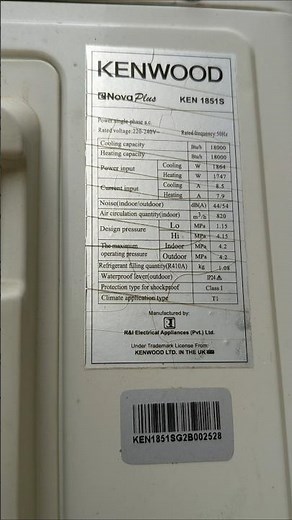 KENWOOD
eNova Plus KEN 1851S
Power:single phase a.c.
Rated voltage:220-240V~ Rated frequency:50Hz
Cooling capacity Btu/h 18000
Heating capacity Btu/h 18000
Power input Cooling W 1864
Heating W 1747
Current input Cooling A 8.5
Heating A 7.9
Noise(indoor/outdoor) dB(A) 44/54
Air circulation quantity(indoor) m³/h 820
Design pressure Lo MPa 1.15
Hi MPa 4.15
The maximum operating pressure Indoor MPa 4.2
Outdoor MPa 4.2
Refrigerant filling quantity(R410A) kg 1.08
Waterproof lever(outdoor) IP24
Protection type for shockproof Class I
Climate application type T1
Manufactured by:
R&I Electrical Appliances (Pvt.) Ltd.
Under Trademark License From:
KENWOOD LTD. IN THE UK
KEN1851SG2B002528